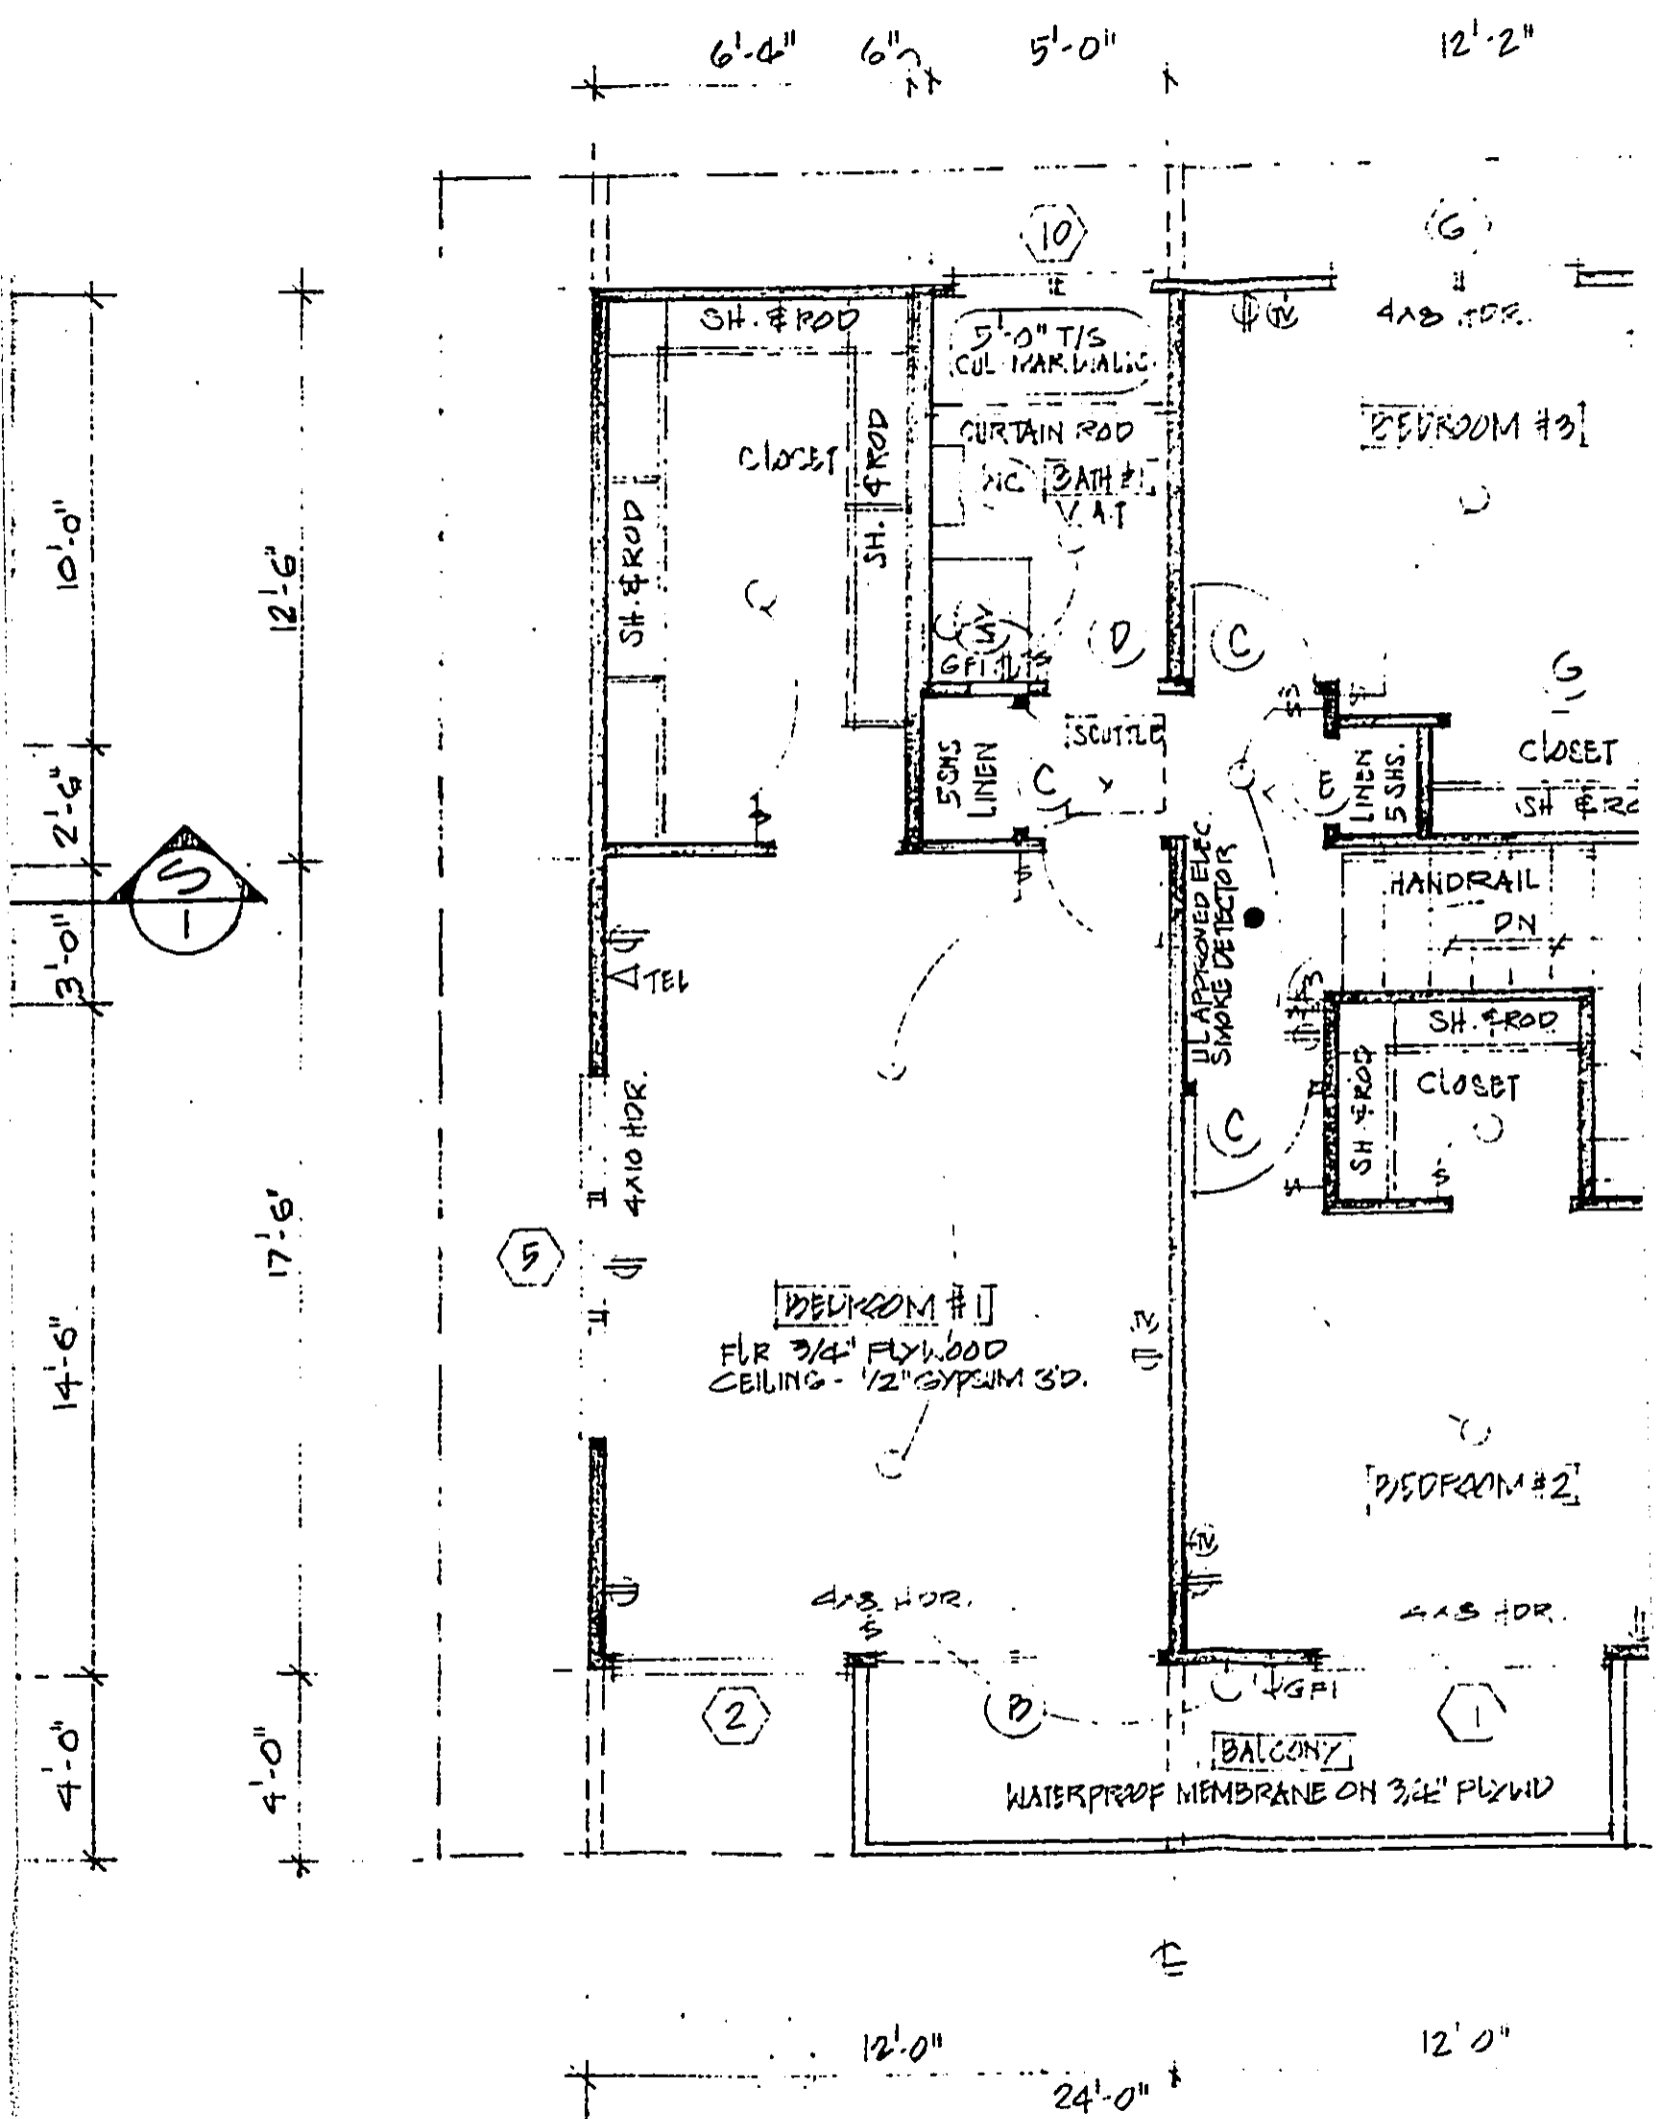 6'-4" 6" 5'-0" 12'-2"
10 G
SH. & ROD
5'-0" T/S
4x8 HDR.
CURTAIN ROD
BEDROOM #3
CLOSET
SH. & ROD
BATH #1
V.A.T
10'-0"
12'-6"
SH. & ROD
GFI
D C
G
SCUTTLE
5 SHS
LINEN
C
E
LINEN
5 SHS.
CLOSET
2'-6"
S
1
UL APPROVED ELEC.
SMOKE DETECTOR
HANDRAIL
DN
3'-0"
TEL
SH. & ROD
CLOSET
SH. & ROD
4x10 HDR.
C
17'-6"
5
BEDROOM #1
FLR 3/4" PLYWOOD
CEILING - 1/2" GYPSUM BD.
14'-6"
BEDROOM #2
4x8 HDR.
4x8 HDR.
2 B
GFI
1
4'-0"
4'-0"
BALCONY
WATERPROOF MEMBRANE ON 3/4" PLYWD
12'-0" 12'0"
24'-0"